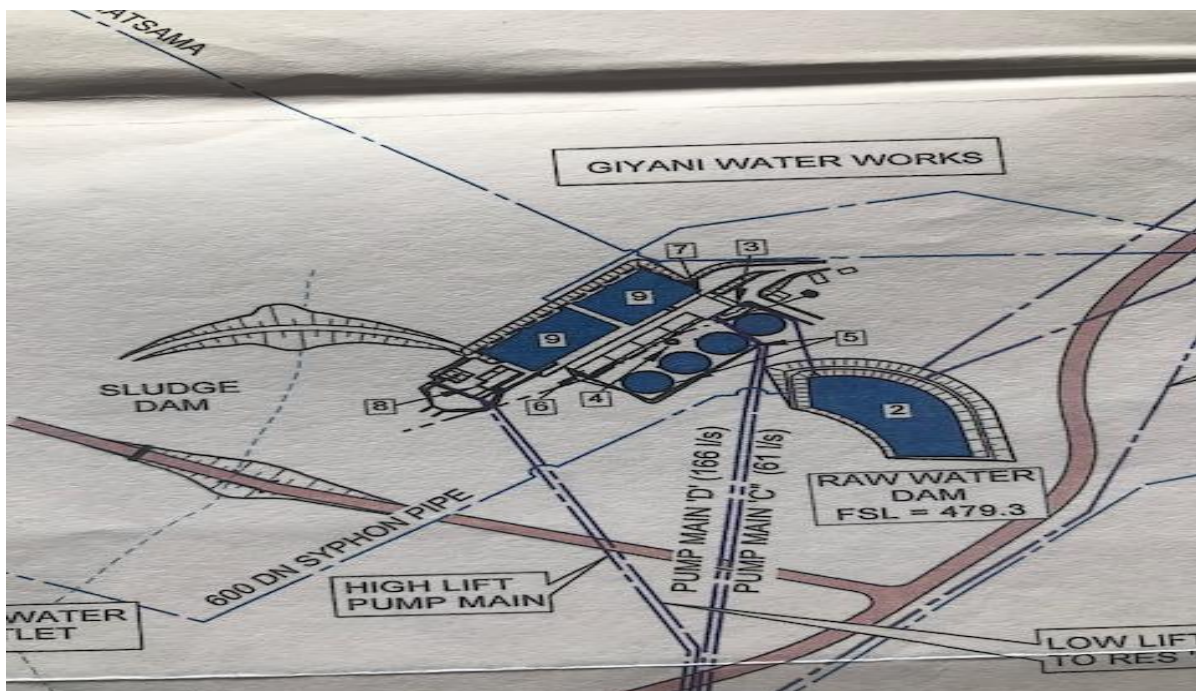 ATSAMA
GIYANI WATER WORKS
7
3
9
9
5
SLUDGE
DAM
8
6
4
2
RAW WATER
DAM
FSL = 479.3
PUMP MAIN 'D' (166 l/s)
PUMP MAIN 'C' (61 l/s)
600 DN SYPHON PIPE
HIGH LIFT
PUMP MAIN
WATER
TLET
LOW LIFT
TO RES '